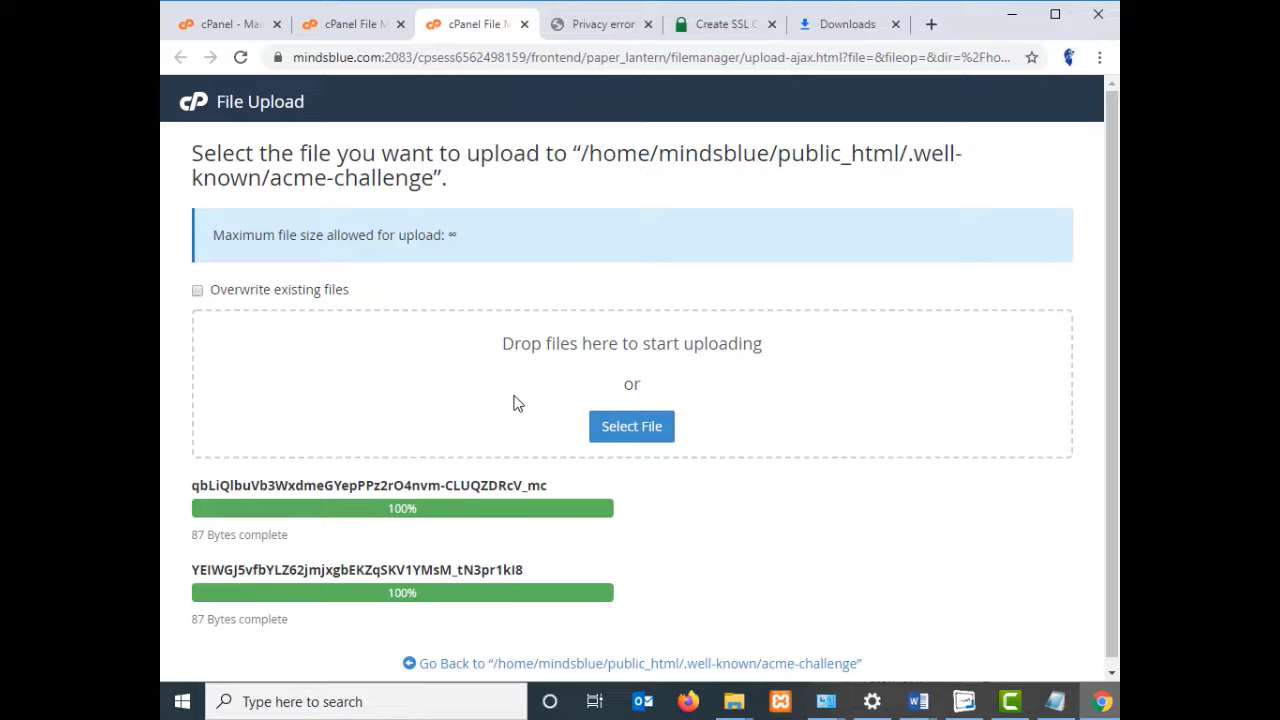 cPanel - Ma
cPanel File M
cPanel File M
Privacy error
Create SSL C
Downloads
mindsblue.com:2083/cpsess6562498159/frontend/paper_lantern/filemanager/upload-ajax.html?file=&fileop=&dir=%2Fho...
cP File Upload
Select the file you want to upload to “/home/mindsblue/public_html/.well-
known/acme-challenge”.
Maximum file size allowed for upload: ∞
Overwrite existing files
Drop files here to start uploading
or
Select File
qbLiQlbuVb3WxdmeGYepPPz2rO4nvm-CLUQZDRcV_mc
100%
87 Bytes complete
YEIWGJ5vfbYLZ62jmjxgbEKZqSKV1YMsM_tN3pr1kI8
100%
87 Bytes complete
Go Back to “/home/mindsblue/public_html/.well-known/acme-challenge”
Type here to search